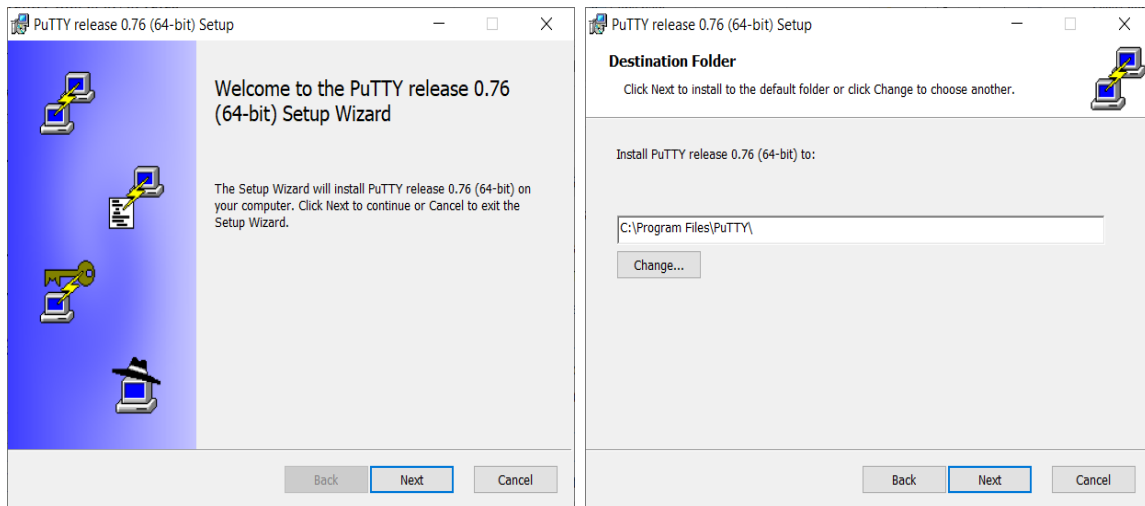 PuTTY release 0.76 (64-bit) Setup
Welcome to the PuTTY release 0.76
(64-bit) Setup Wizard
The Setup Wizard will install PuTTY release 0.76 (64-bit) on
your computer. Click Next to continue or Cancel to exit the
Setup Wizard.
Back
Next
Cancel
PuTTY release 0.76 (64-bit) Setup
Destination Folder
Click Next to install to the default folder or click Change to choose another.
Install PuTTY release 0.76 (64-bit) to:
C:\Program Files\PuTTY\
Change...
Back
Next
Cancel